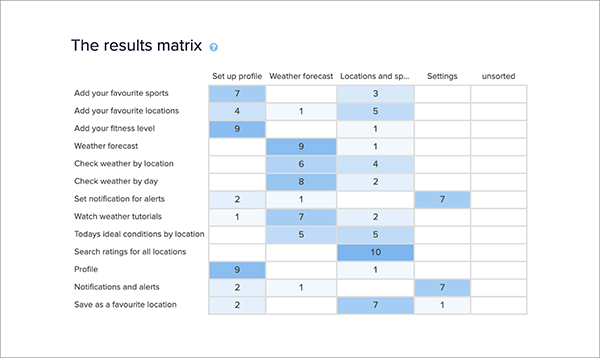 The results matrix ?
Set up profile Weather forecast Locations and sp... Settings unsorted
Add your favourite sports 7 3
Add your favourite locations 4 1 5
Add your fitness level 9 1
Weather forecast 9 1
Check weather by location 6 4
Check weather by day 8 2
Set notification for alerts 2 1 7
Watch weather tutorials 1 7 2
Todays ideal conditions by location 5 5
Search ratings for all locations 10
Profile 9 1
Notifications and alerts 2 1 7
Save as a favourite location 2 7 1